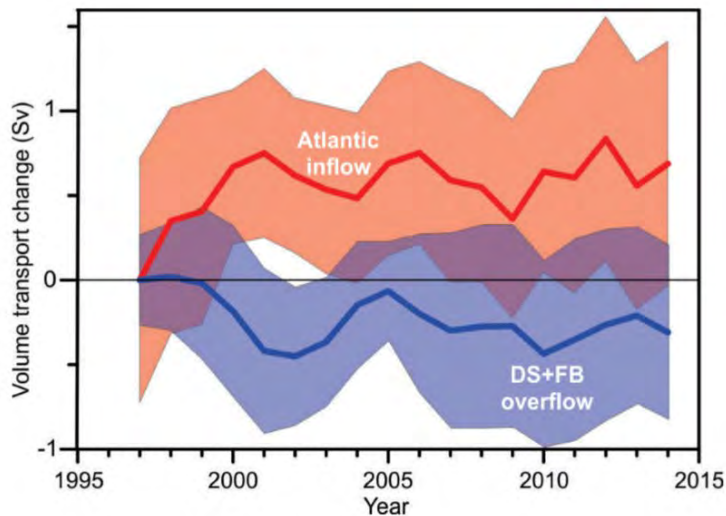 Volume transport change (Sv)
1
0
-1
Atlantic
inflow
DS+FB
overflow
1995
2000
2005
2010
2015
Year